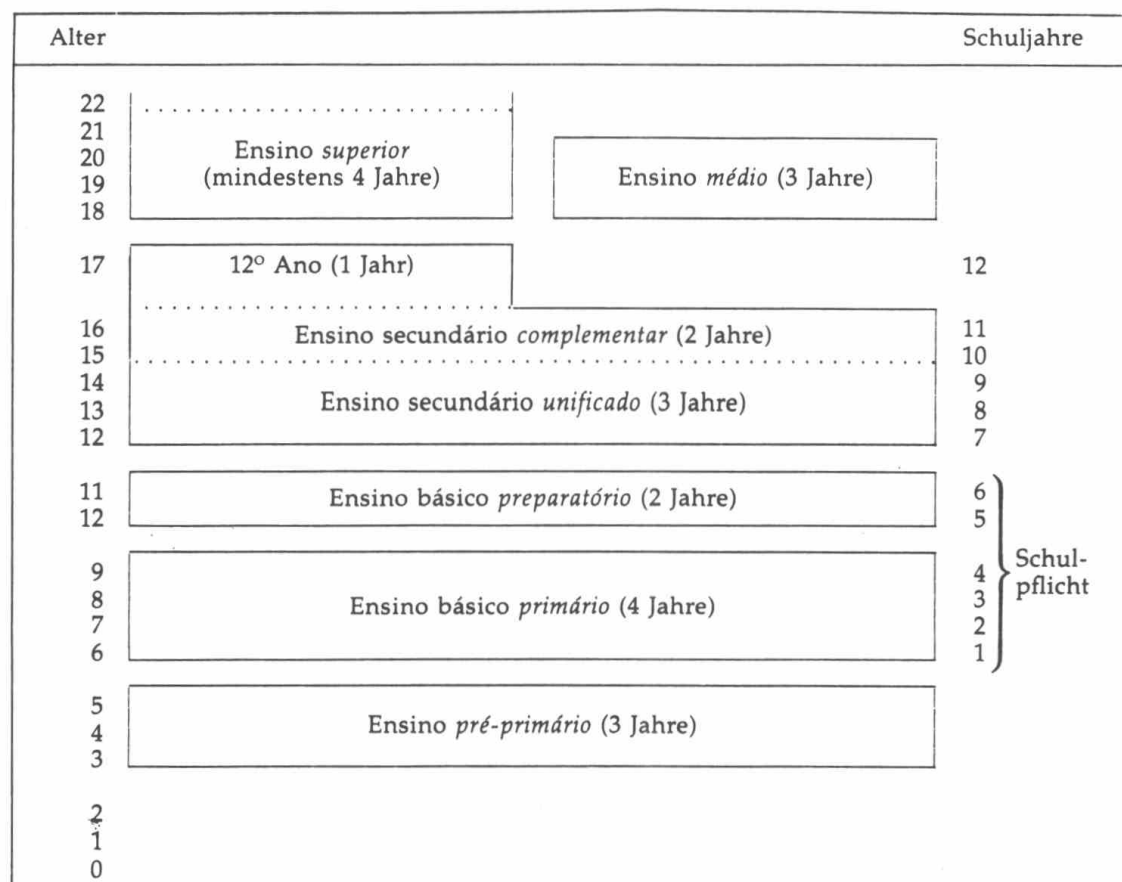 Alter Schuljahre
22
21
20
19
18
Ensino superior
(mindestens 4 Jahre)
Ensino médio (3 Jahre)
17 12º Ano (1 Jahr) 12
16 Ensino secundário complementar (2 Jahre) 11
15 10
14 9
13 Ensino secundário unificado (3 Jahre) 8
12 7
11 Ensino básico preparatório (2 Jahre) 6
12 5
9 4
8 Ensino básico primário (4 Jahre) 3
7 2
6 1
Schul-
pflicht
5
4 Ensino pré-primário (3 Jahre)
3
2
1
0